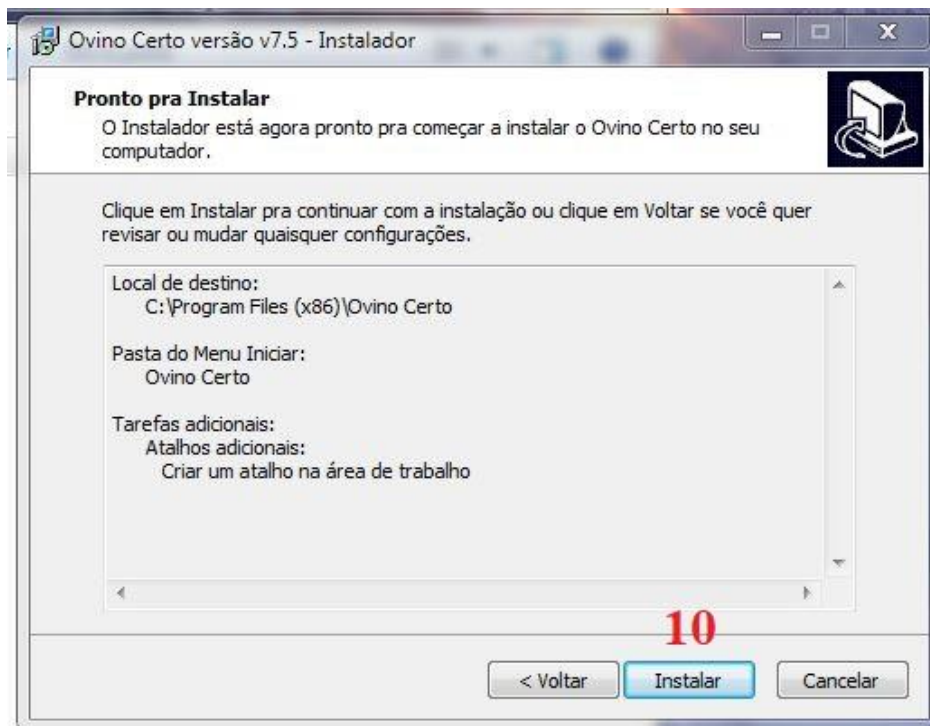 Ovino Certo versão v7.5 - Instalador
Pronto pra Instalar
O Instalador está agora pronto pra começar a instalar o Ovino Certo no seu
computador.
Clique em Instalar pra continuar com a instalação ou clique em Voltar se você quer
revisar ou mudar quaisquer configurações.
Local de destino:
C:\Program Files (x86)\Ovino Certo
Pasta do Menu Iniciar:
Ovino Certo
Tarefas adicionais:
Atalhos adicionais:
Criar um atalho na área de trabalho
10
< Voltar Instalar Cancelar